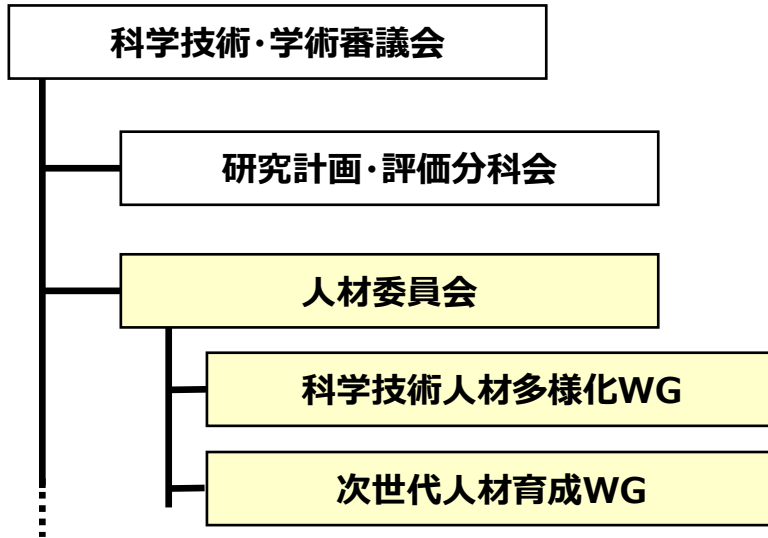 科学技術・学術審議会
研究計画・評価分科会
人材委員会
科学技術人材多様化WG
次世代人材育成WG